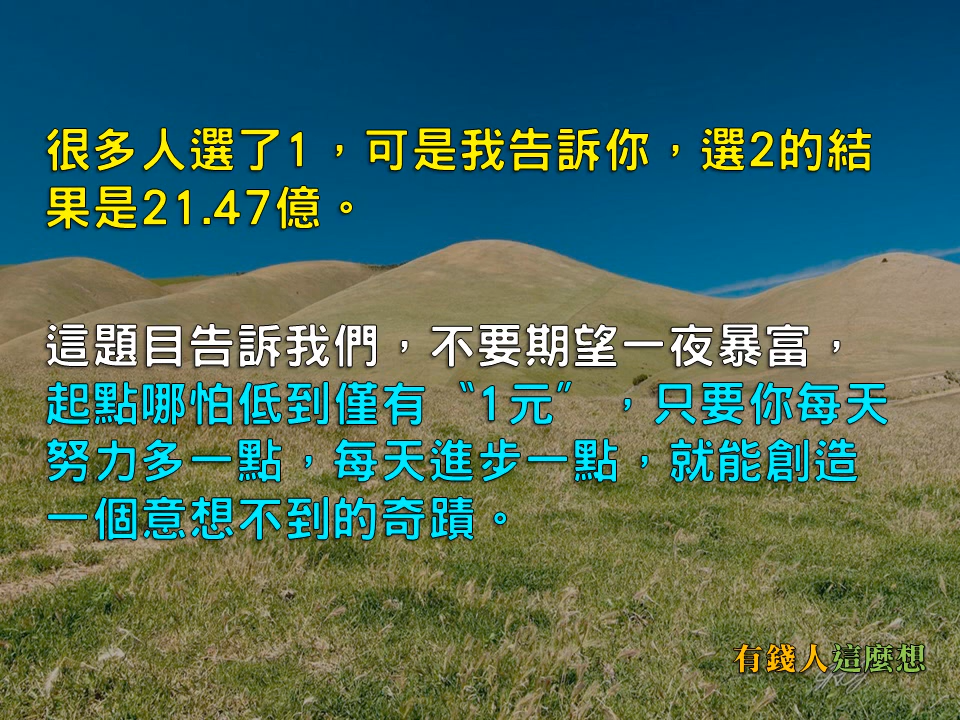 很多人選了1，可是我告訴你，選2的結
果是21.47億。
這題目告訴我們，不要期望一夜暴富，
起點哪怕低到僅有〝1元〞，只要你每天
努力多一點，每天進步一點，就能創造
一個意想不到的奇蹟。
有錢人這麼想